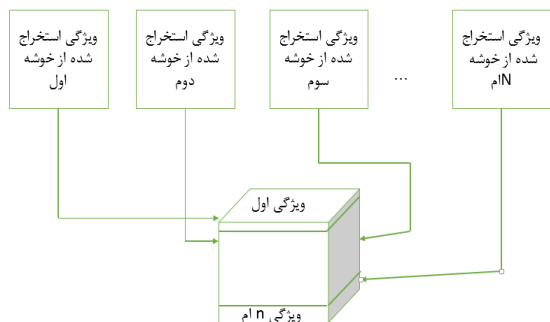 ویژگی استخراج
شده از خوشه
اول
ویژگی استخراج
شده از خوشه
دوم
ویژگی استخراج
شده از خوشه
سوم
...
ویژگی استخراج
شده از خوشه
Nام
ویژگی اول
ویژگی n ام